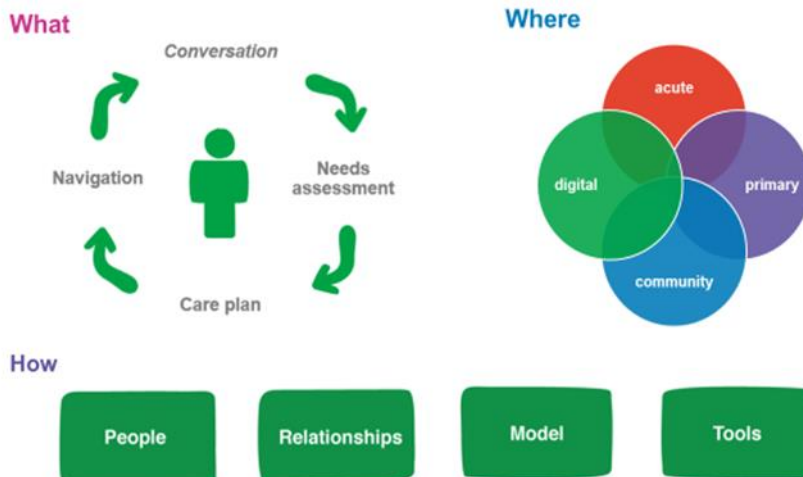 What
Conversation
Needs
assessment
Care plan
Navigation
Where
acute
digital
primary
community
How
People
Relationships
Model
Tools